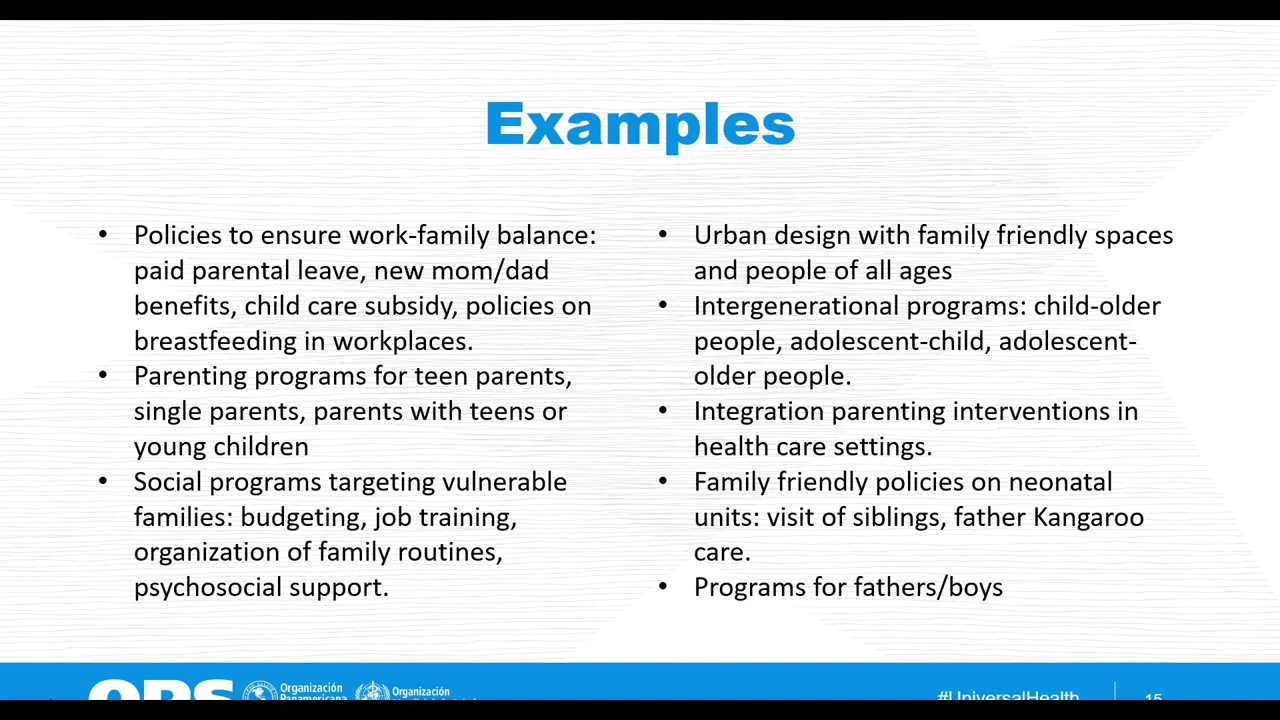 Examples
• Policies to ensure work-family balance:
paid parental leave, new mom/dad
benefits, child care subsidy, policies on
breastfeeding in workplaces.
• Parenting programs for teen parents,
single parents, parents with teens or
young children
• Social programs targeting vulnerable
families: budgeting, job training,
organization of family routines,
psychosocial support.
• Urban design with family friendly spaces
and people of all ages
• Intergenerational programs: child-older
people, adolescent-child, adolescent-
older people.
• Integration parenting interventions in
health care settings.
• Family friendly policies on neonatal
units: visit of siblings, father Kangaroo
care.
• Programs for fathers/boys
OPS
Organización
Panamericana
Organización
#UniversalHealth
15